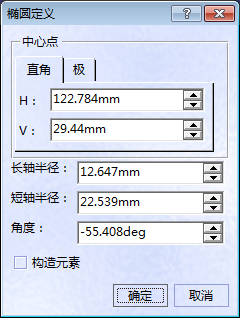 椭圆定义
中心点
直角 极
H： 122.784mm
V： 29.44mm
长轴半径： 12.647mm
短轴半径： 22.539mm
角度： -55.408deg
构造元素
确定 取消